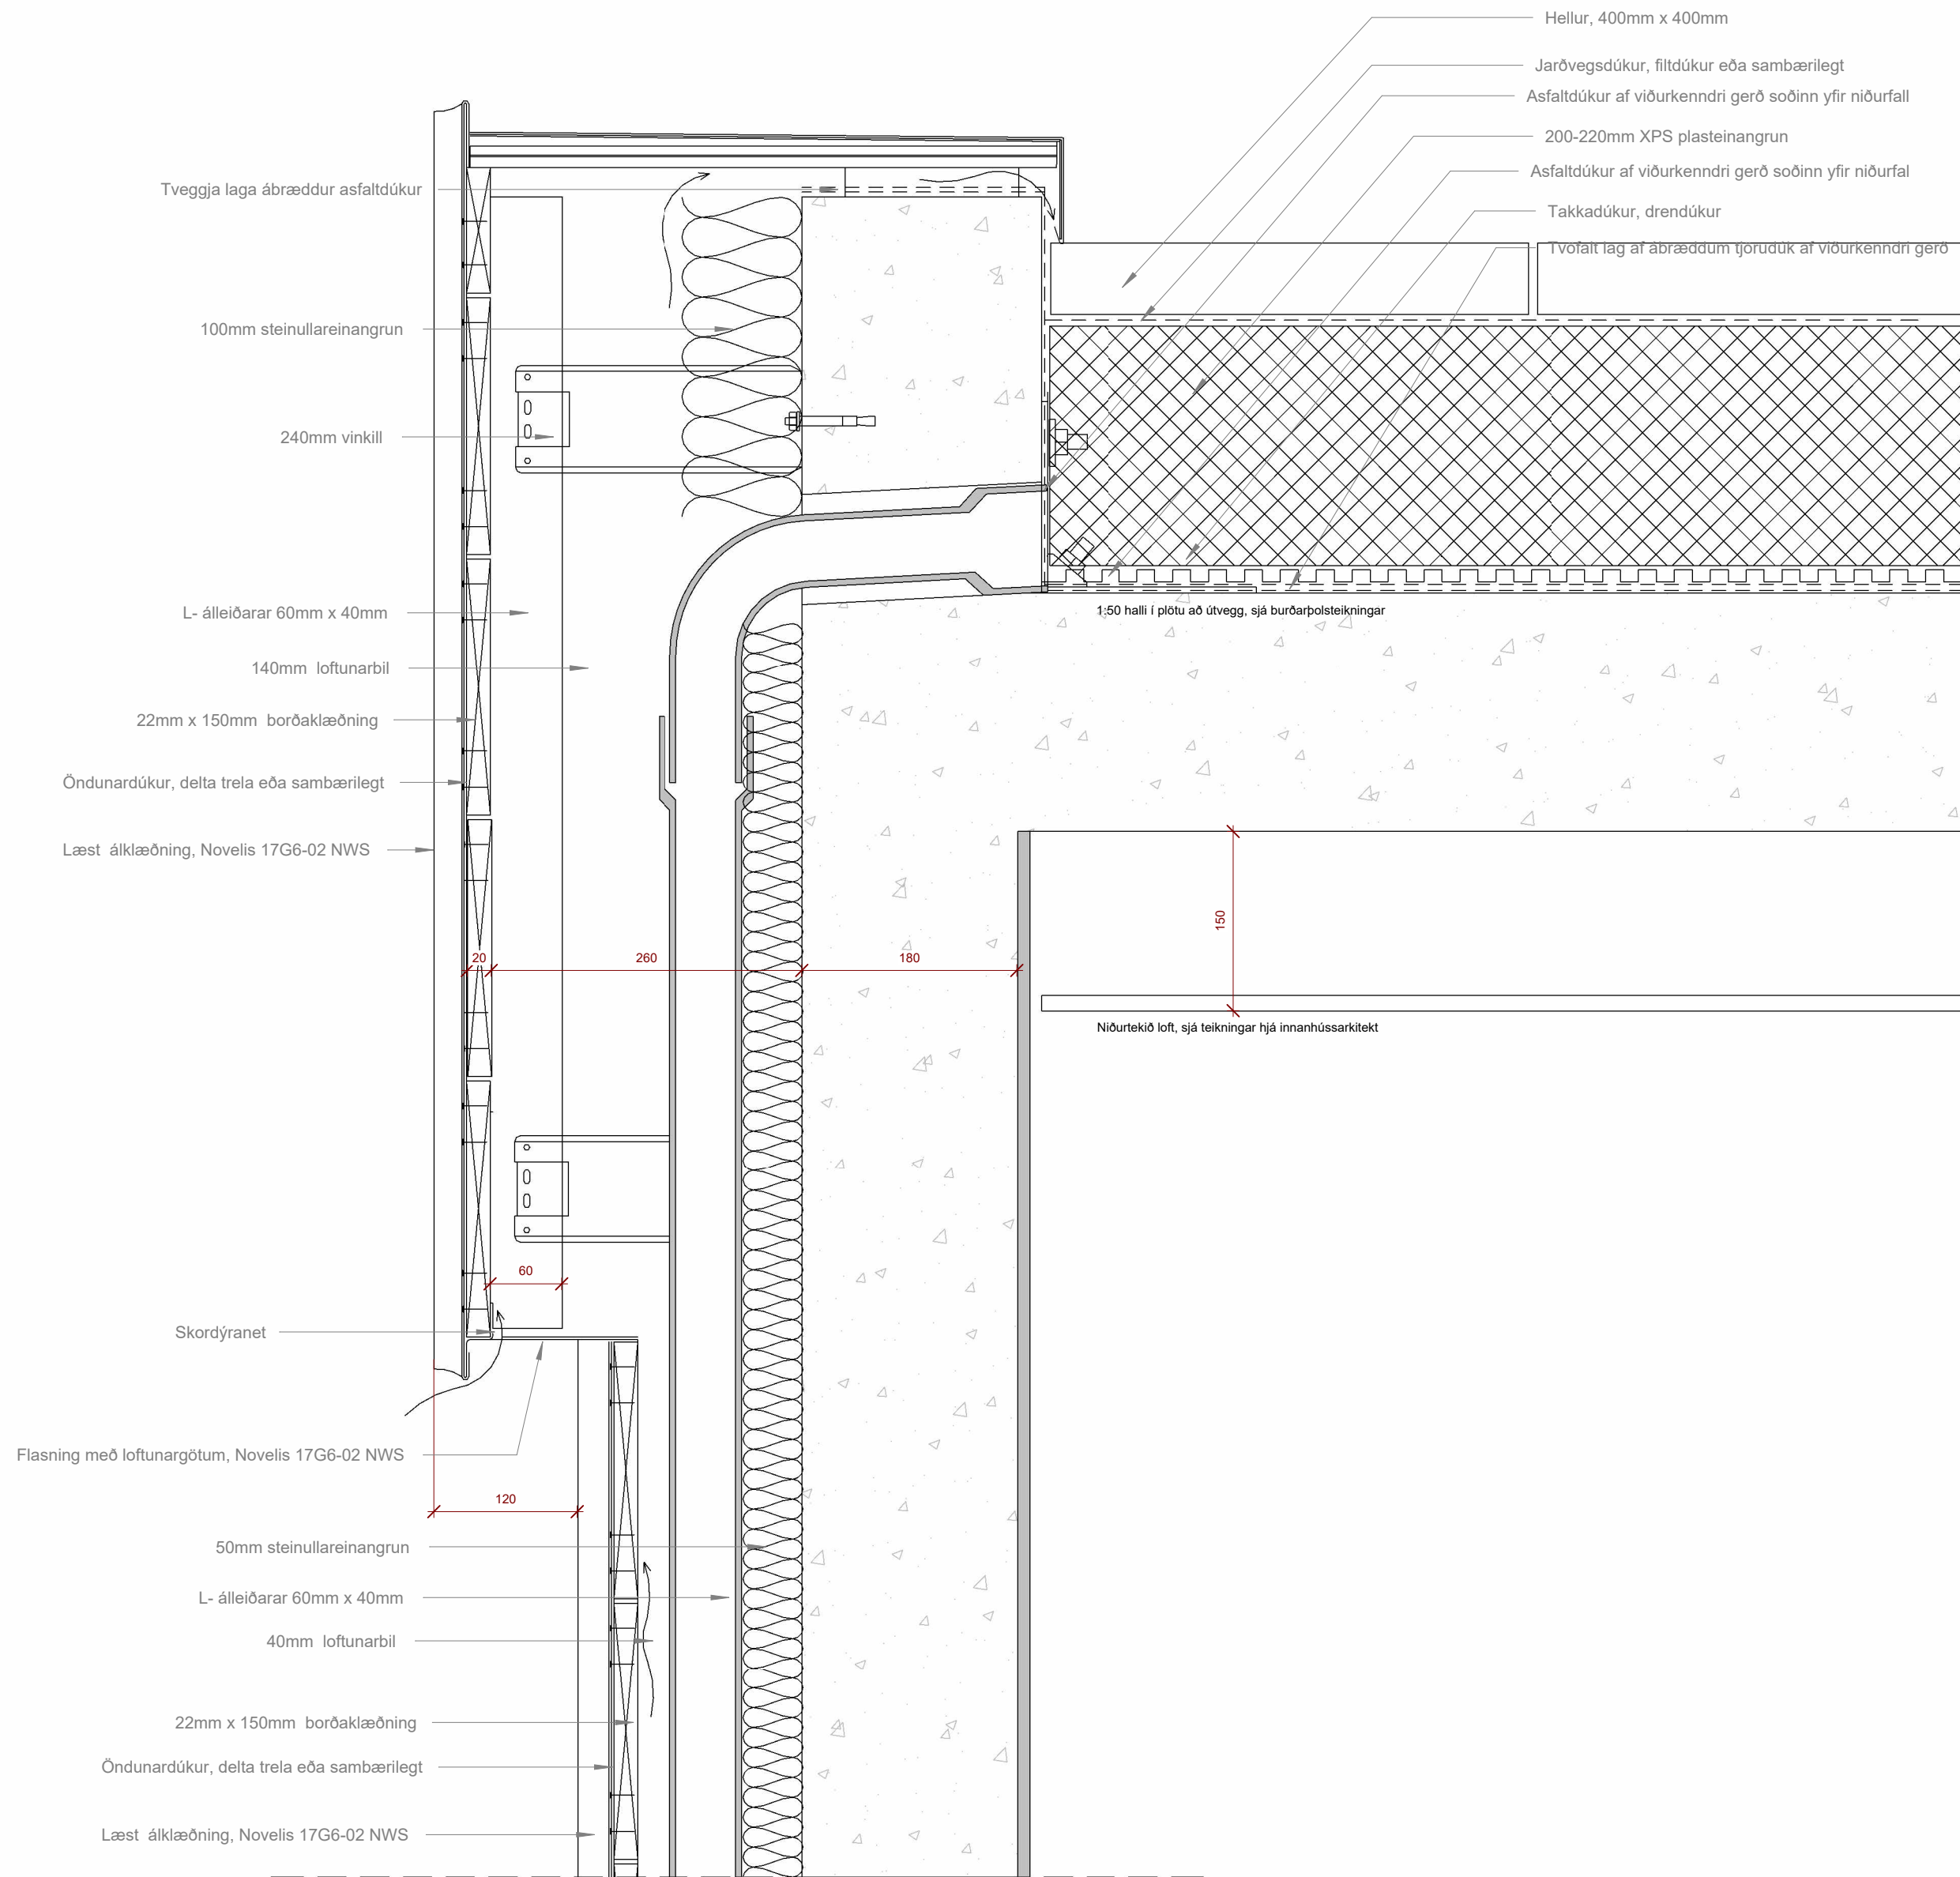 Hellur, 400mm x 400mm
Jarðvegsdúkur, filtdúkur eða sambærilegt
Asfaltdúkur af viðurkenndri gerð soðinn yfir niðurfall
200-220mm XPS plasteinangrun
Asfaltdúkur af viðurkenndri gerð soðinn yfir niðurfal
Takkadúkur, drendúkur
Tvöfalt lag af ábræddum tjörudúk af viðurkenndri gerð
Tveggja laga ábræddur asfaltdúkur
100mm steinullareinangrun
240mm vinkill
L- álleiðarar 60mm x 40mm
1:50 halli í plötu að útvegg, sjá burðarþolsteikningar
140mm loftunarbil
22mm x 150mm borðaklæðning
Öndunardúkur, delta trela eða sambærilegt
Læst álklæðning, Novelis 17G6-02 NWS
150
20
260
180
Niðurtekið loft, sjá teikningar hjá innanhússarkitekt
60
Skordýranet
Flasning með loftunargötum, Novelis 17G6-02 NWS
120
50mm steinullareinangrun
L- álleiðarar 60mm x 40mm
40mm loftunarbil
22mm x 150mm borðaklæðning
Öndunardúkur, delta trela eða sambærilegt
Læst álklæðning, Novelis 17G6-02 NWS